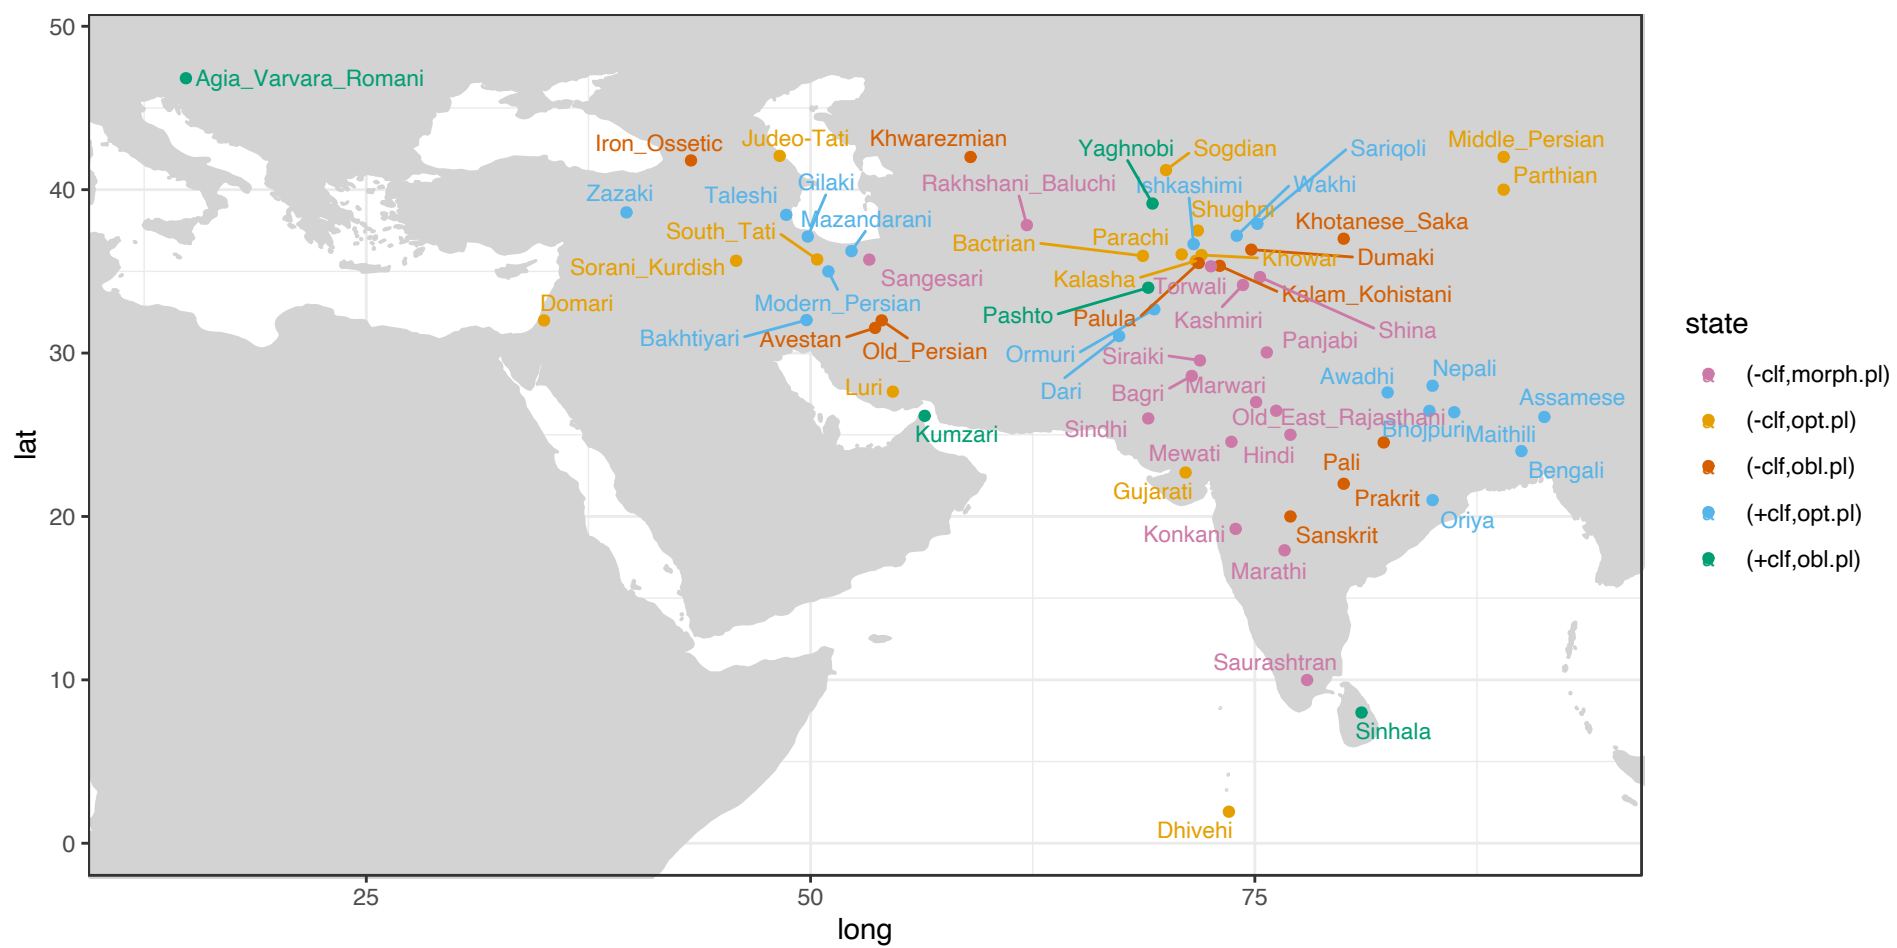 50
Agia_Varvara_Romani
Iron_Ossetic
Judeo-Tati
Khwarezmian
Yaghnobi
Sogdian
Sariqoli
Middle_Persian
Parthian
40
Zazaki
Taleshi
Gilaki
Rakhshani_Baluchi
Ishkashimi
Wakhi
Mazandarani
Shughni
Khotanese_Saka
South_Tati
Bactrian
Parachi
Khowar
Dumaki
Sorani_Kurdish
Sangesari
Kalasha
Torwali
Kalam_Kohistani
Domari
Modern_Persian
Pashto
Palula
Kashmiri
Shina
Bakhtiyari
Avestan
Old_Persian
Ormuri
Siraiki
Panjabi
30
Luri
Dari
Bagri
Marwari
Awadhi
Nepali
Assamese
Kumzari
Sindhi
Old_East_Rajasthani
Bhojpuri
Maithili
Mewati
Hindi
Pali
Bengali
Gujarati
Prakrit
20
Konkani
Sanskrit
Oriya
Marathi
10
Saurashtran
Sinhala
Dhivehi
0
25
50
75
long
lat
state
(-clf,morph.pl)
(-clf,opt.pl)
(-clf,obl.pl)
(+clf,opt.pl)
(+clf,obl.pl)